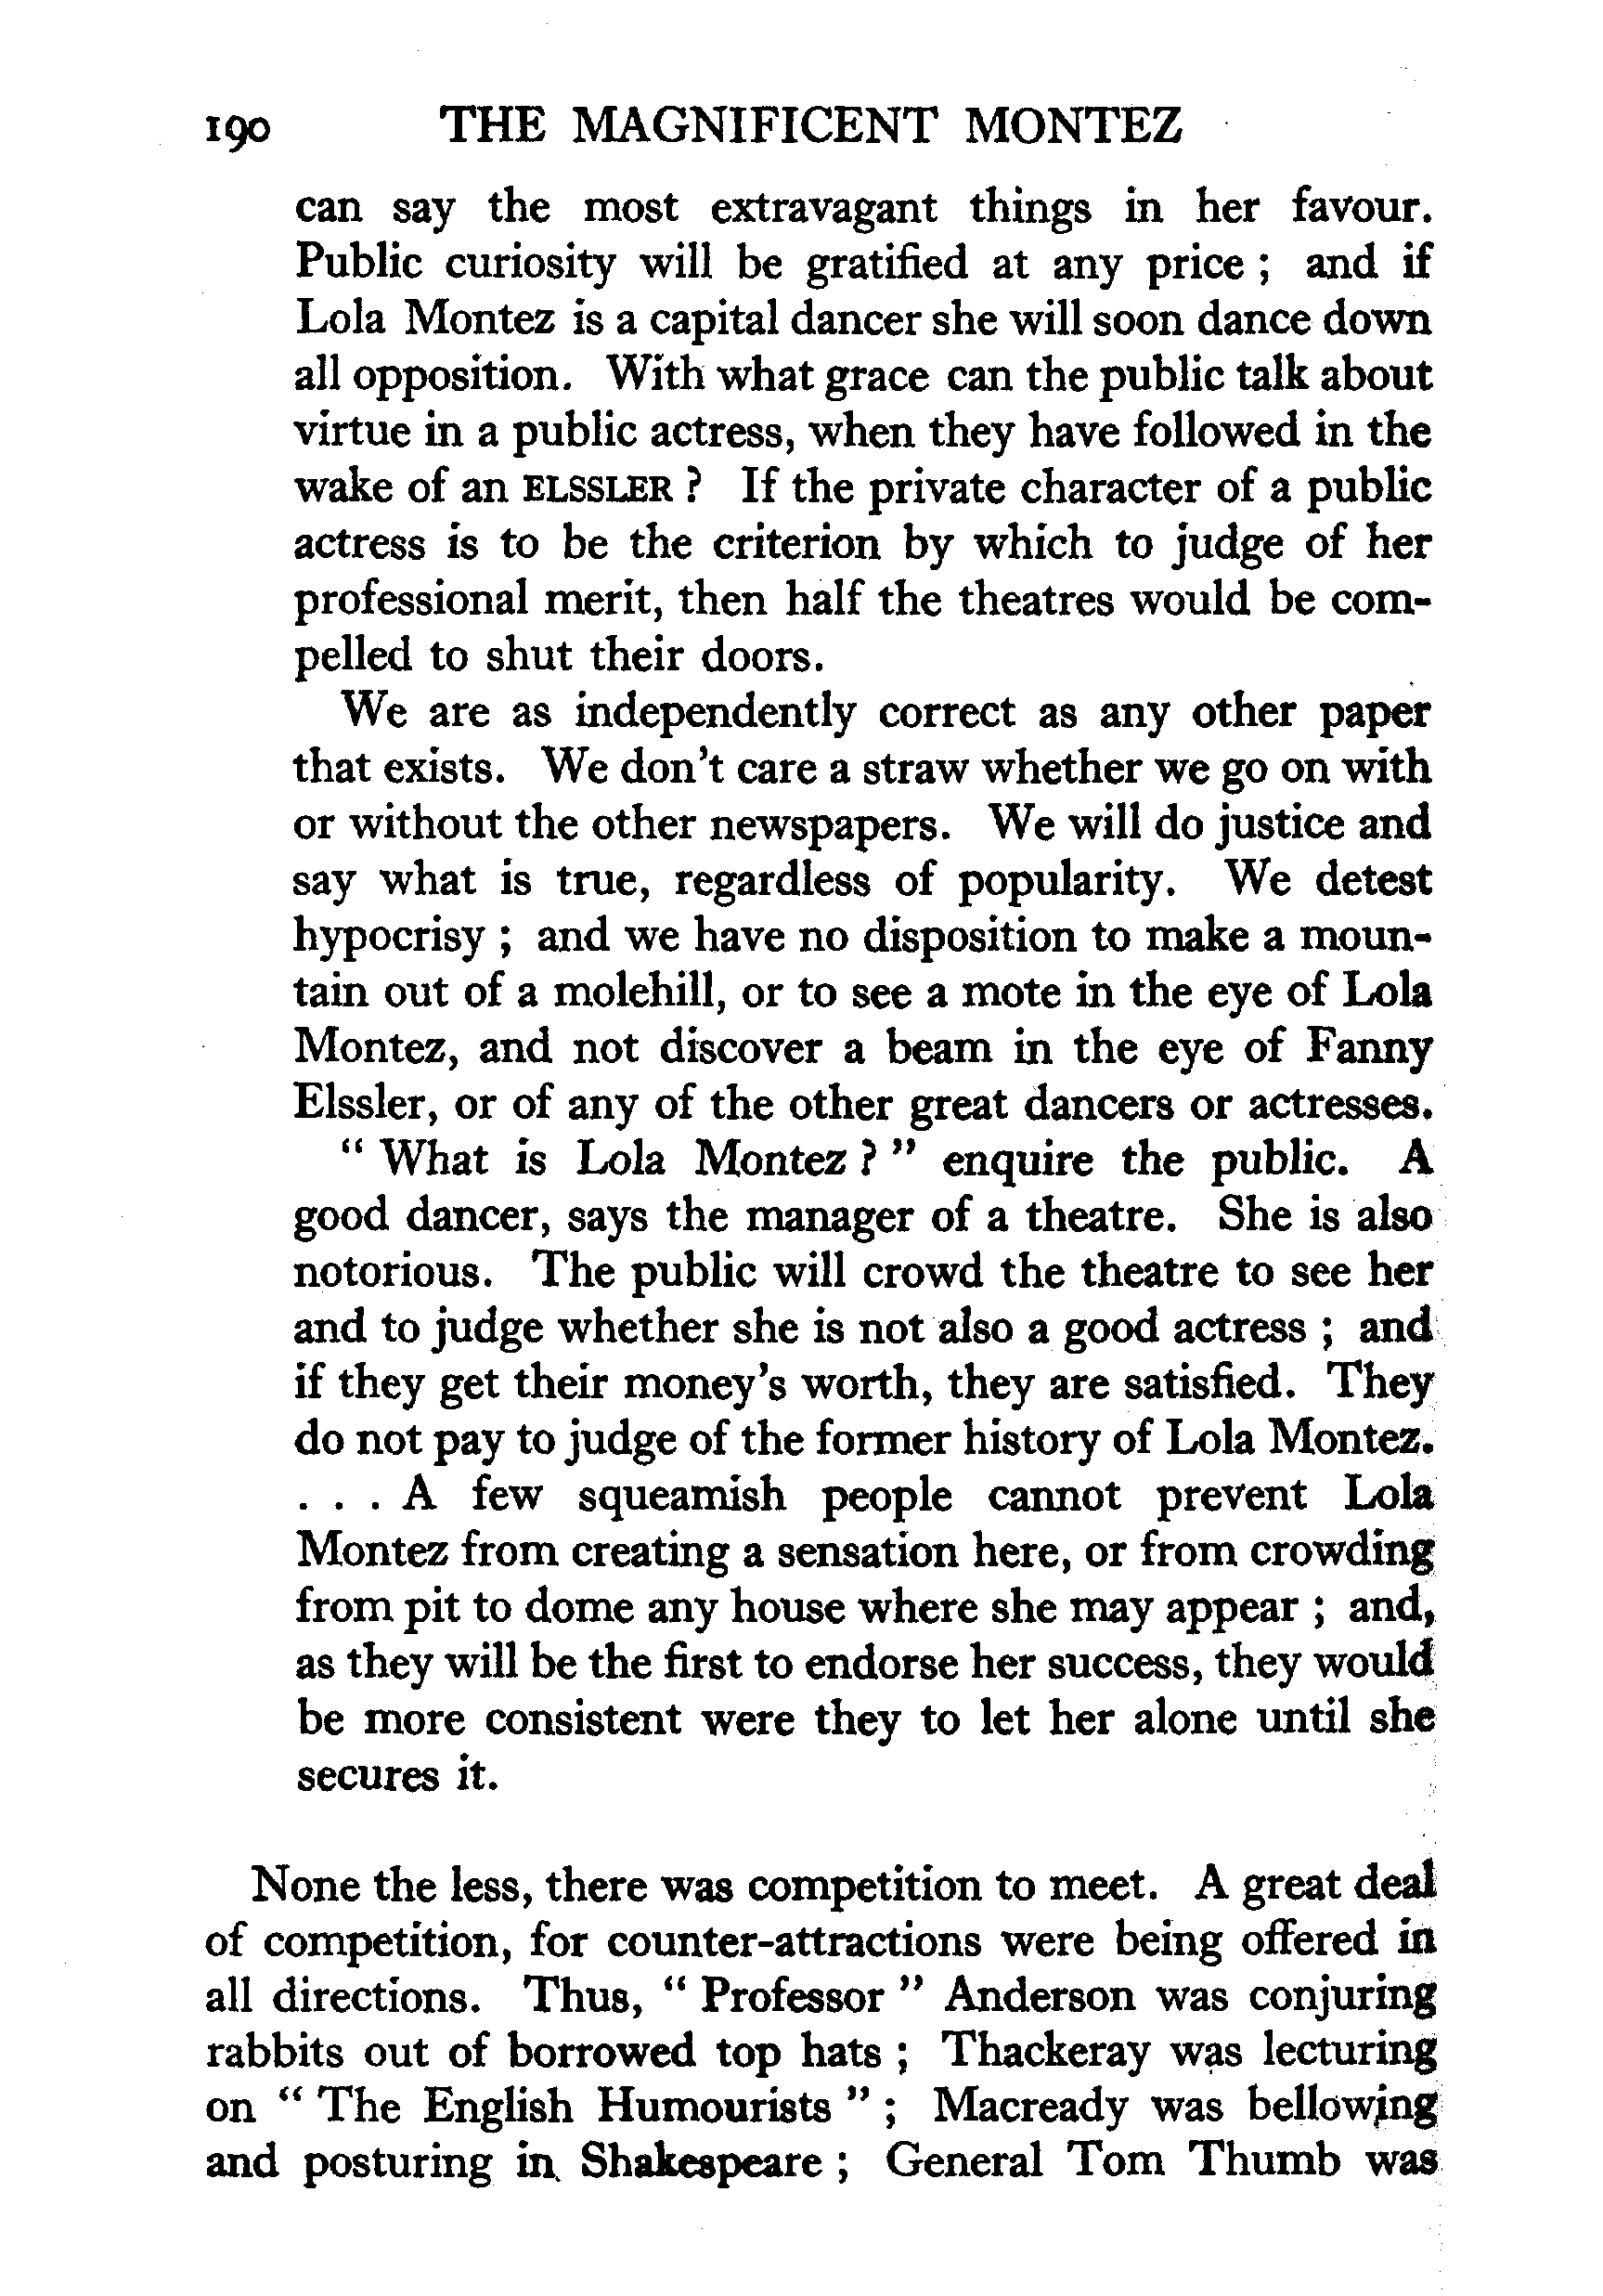 190 THE MAGNIFICENT MONTEZ
can say the most extravagant things in her favour.
Public curiosity will be gratified at any price ; and if
Lola Montez is a capital dancer she will soon dance down
all opposition. With what grace can the public talk about
virtue in a public actress, when they have followed in the
wake of an ELSSLER ? If the private character of a public
actress is to be the criterion by which to judge of her
professional merit, then half the theatres would be com-
pelled to shut their doors.
We are as independently correct as any other paper
that exists. We don't care a straw whether we go on with
or without the other newspapers. We will do justice and
say what is true, regardless of popularity. We detest
hypocrisy ; and we have no disposition to make a moun-
tain out of a molehill, or to see a mote in the eye of Lola
Montez, and not discover a beam in the eye of Fanny
Elssler, or of any of the other great dancers or actresses.
" What is Lola Montez ? " enquire the public. A
good dancer, says the manager of a theatre. She is also
notorious. The public will crowd the theatre to see her
and to judge whether she is not also a good actress ; and
if they get their money's worth, they are satisfied. They
do not pay to judge of the former history of Lola Montez.
. . . A few squeamish people cannot prevent Lola
Montez from creating a sensation here, or from crowding
from pit to dome any house where she may appear ; and,
as they will be the first to endorse her success, they would
be more consistent were they to let her alone until she
secures it.
None the less, there was competition to meet. A great deal
of competition, for counter-attractions were being offered in
all directions. Thus, " Professor " Anderson was conjuring
rabbits out of borrowed top hats ; Thackeray was lecturing
on " The English Humourists " ; Macready was bellowing
and posturing in Shakespeare ; General Tom Thumb was